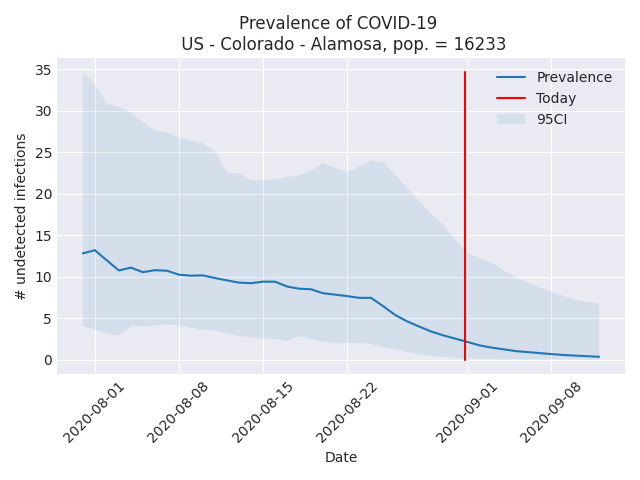 Prevalence of COVID-19
US - Colorado - Alamosa, pop. = 16233
35
30
25
20
15
10
5
0
# undetected infections
Prevalence
Today
95CI
2020-08-01
2020-08-08
2020-08-15
2020-08-22
2020-09-01
2020-09-08
Date